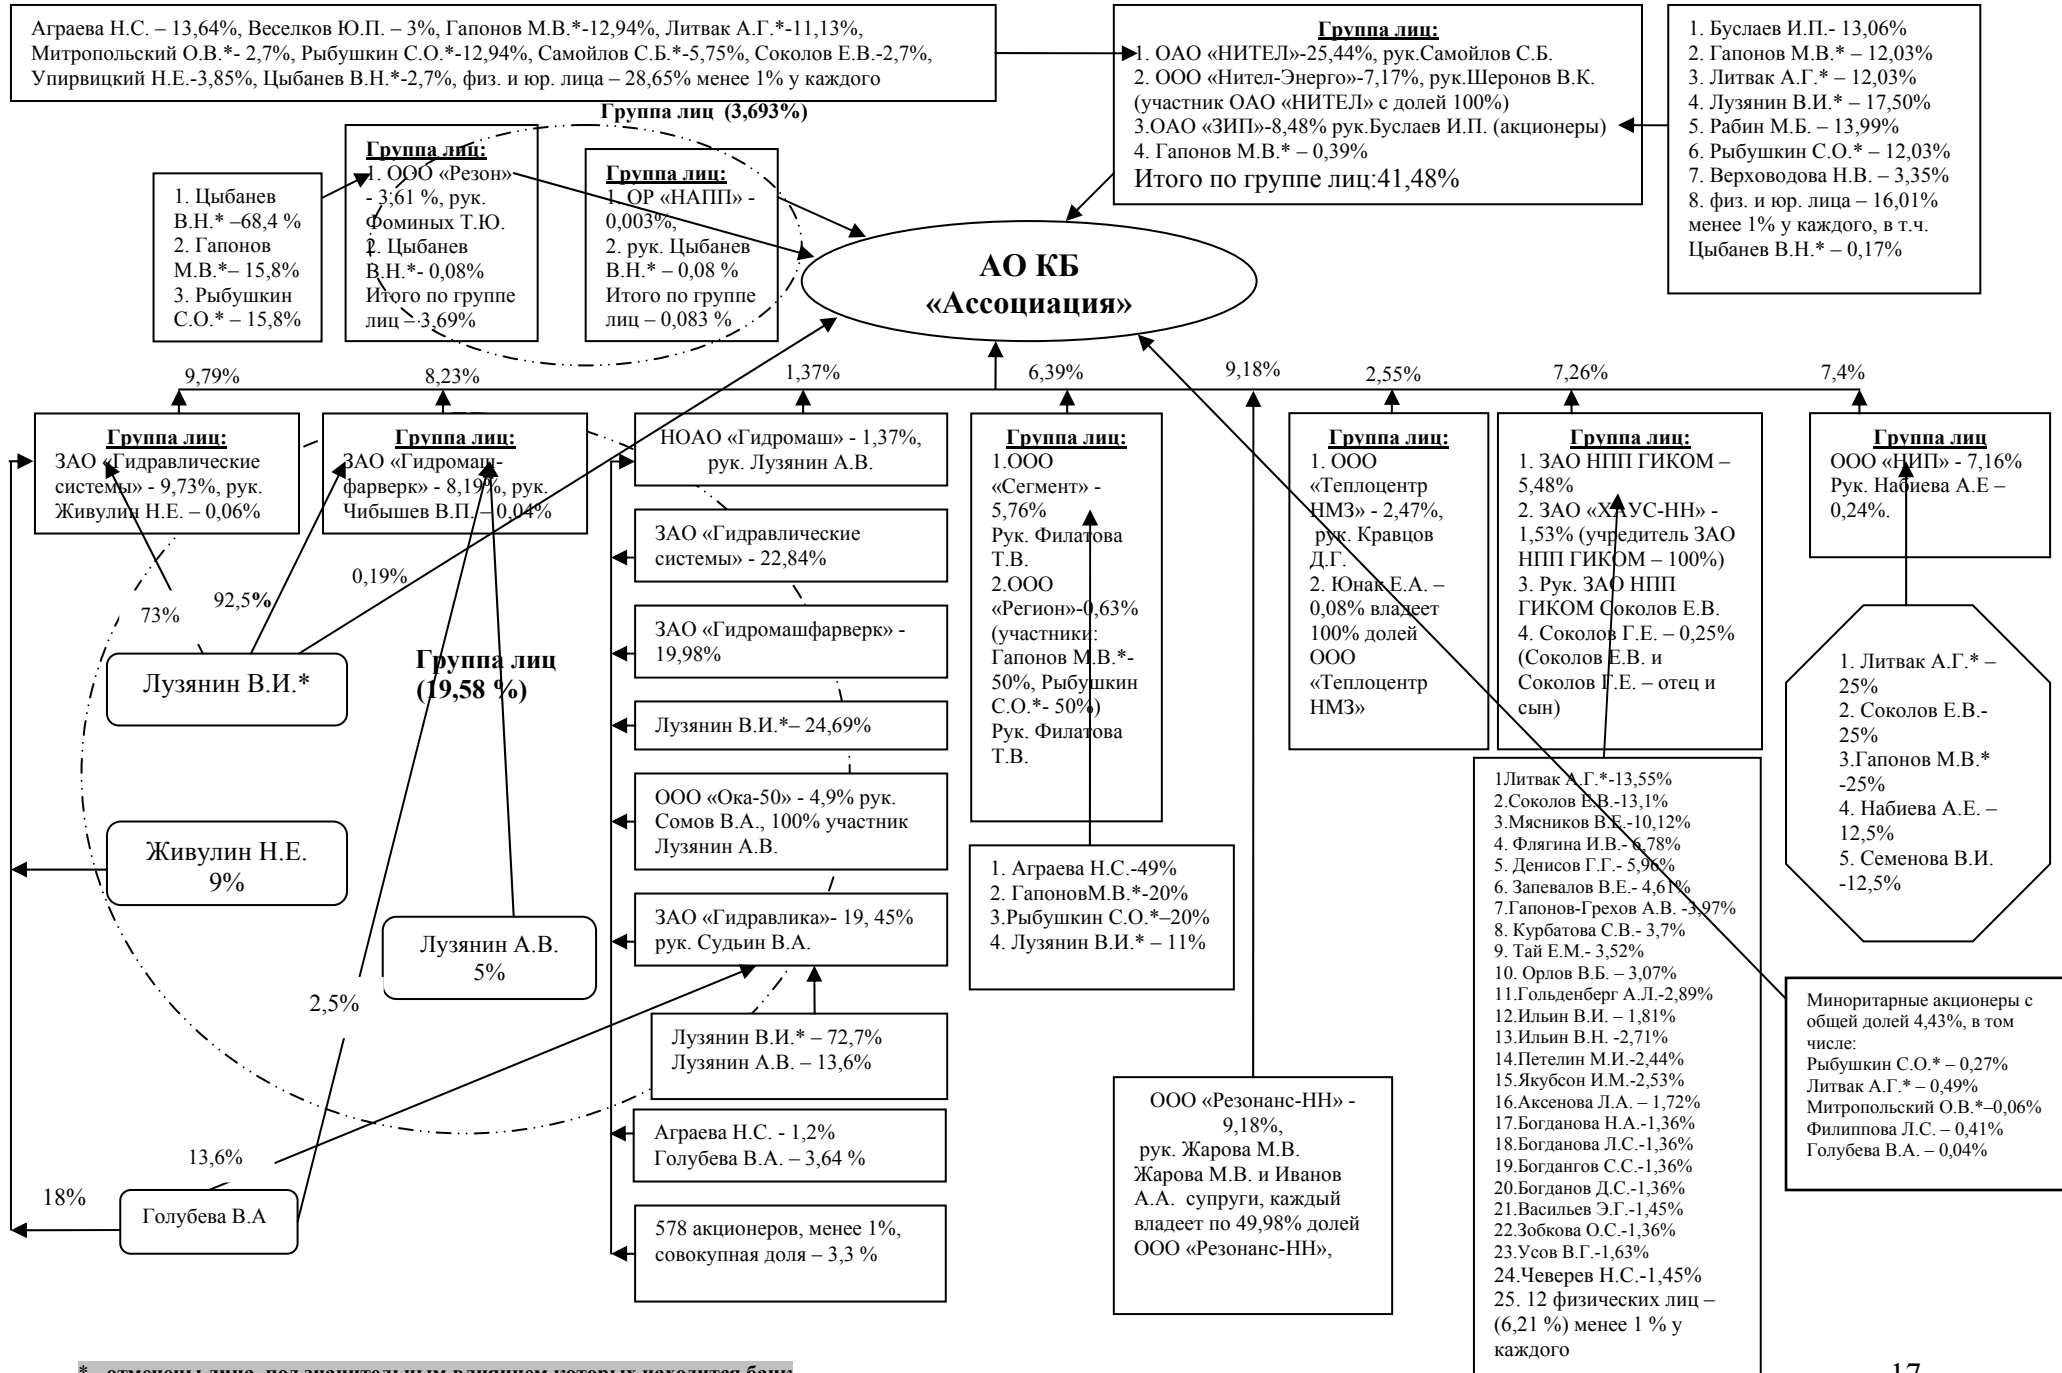 Аграева Н.С. – 13,64%, Веселков Ю.П. – 3%, Гапонов М.В.*-12,94%, Литвак А.Г.*-11,13%,
Митропольский О.В.*- 2,7%, Рыбушкин С.О.*-12,94%, Самойлов С.Б.*-5,75%, Соколов Е.В.-2,7%,
Упирвицкий Н.Е.-3,85%, Цыбанев В.Н.*-2,7%, физ. и юр. лица – 28,65% менее 1% у каждого
Группа лиц:
1. ОАО «НИТЕЛ»-25,44%, рук.Самойлов С.Б.
2. ООО «Нител-Энерго»-7,17%, рук.Шеронов В.К.
(участник ОАО «НИТЕЛ» с долей 100%)
3.ОАО «ЗИП»-8,48% рук.Буслаев И.П. (акционеры)
4. Гапонов М.В.* – 0,39%
Итого по группе лиц:41,48%
1. Буслаев И.П.- 13,06%
2. Гапонов М.В.* – 12,03%
3. Литвак А.Г.* – 12,03%
4. Лузянин В.И.* – 17,50%
5. Рабин М.Б. – 13,99%
6. Рыбушкин С.О.* – 12,03%
7. Верховодова Н.В. – 3,35%
8. физ. и юр. лица – 16,01%
менее 1% у каждого, в т.ч.
Цыбанев В.Н.* – 0,17%
Группа лиц (3,693%)
1. Цыбанев
В.Н.* –68,4 %
2. Гапонов
М.В.*– 15,8%
3. Рыбушкин
С.О.* – 15,8%
Группа лиц:
1. ООО «Резон»
- 3,61 %, рук.
Фоминых Т.Ю.
2. Цыбанев
В.Н.*- 0,08%
Итого по группе
лиц – 3,69%
Группа лиц:
1. ОР «НАПП» -
0,003%,
2. рук. Цыбанев
В.Н.* – 0,08 %
Итого по группе
лиц – 0,083 %
АО КБ
«Ассоциация»
9,79%
8,23%
1,37%
6,39%
9,18%
2,55%
7,26%
7,4%
Группа лиц:
ЗАО «Гидравлические
системы» - 9,73%, рук.
Живулин Н.Е. – 0,06%
Группа лиц:
ЗАО «Гидромаш-
фарверк» - 8,19%, рук.
Чибышев В.П. – 0,04%
НОАО «Гидромаш» - 1,37%,
рук. Лузянин А.В.
ЗАО «Гидравлические
системы» - 22,84%
ЗАО «Гидромашфарверк» -
19,98%
Лузянин В.И.*– 24,69%
ООО «Ока-50» - 4,9% рук.
Сомов В.А., 100% участник
Лузянин А.В.
ЗАО «Гидравлика»- 19, 45%
рук. Судьин В.А.
Лузянин В.И.* – 72,7%
Лузянин А.В. – 13,6%
Аграева Н.С. - 1,2%
Голубева В.А. – 3,64 %
578 акционеров, менее 1%,
совокупная доля – 3,3 %
73%
92,5%
0,19%
Лузянин В.И.*
Группа лиц
(19,58 %)
Живулин Н.Е.
9%
Лузянин А.В.
5%
2,5%
13,6%
18%
Голубева В.А
Группа лиц:
1.ООО
«Сегмент» -
5,76%
Рук. Филатова
Т.В.
2.ООО
«Регион»-0,63%
(участники:
Гапонов М.В.*-
50%, Рыбушкин
С.О.*- 50%)
Рук. Филатова
Т.В.
1. Аграева Н.С.-49%
2. ГапоновМ.В.*-20%
3.Рыбушкин С.О.*–20%
4. Лузянин В.И.* – 11%
ООО «Резонанс-НН» -
9,18%,
рук. Жарова М.В.
Жарова М.В. и Иванов
А.А. супруги, каждый
владеет по 49,98% долей
ООО «Резонанс-НН»,
Группа лиц:
1. ООО
«Теплоцентр
НМЗ» - 2,47%,
рук. Кравцов
Д.Г.
2. Юнак Е.А. –
0,08% владеет
100% долей
ООО
«Теплоцентр
НМЗ»
Группа лиц:
1. ЗАО НПП ГИКОМ –
5,48%
2. ЗАО «ХАУС-НН» -
1,53% (учредитель ЗАО
НПП ГИКОМ – 100%)
3. Рук. ЗАО НПП
ГИКОМ Соколов Е.В.
4. Соколов Г.Е. – 0,25%
(Соколов Е.В. и
Соколов Г.Е. – отец и
сын)
1Литвак А.Г.*-13,55%
2.Соколов Е.В.-13,1%
3.Мясников В.Е.-10,12%
4. Флягина И.В.- 6,78%
5. Денисов Г.Г.- 5,96%
6. Запевалов В.Е.- 4,61%
7.Гапонов-Грехов А.В. -3,97%
8. Курбатова С.В.- 3,7%
9. Тай Е.М.- 3,52%
10. Орлов В.Б. – 3,07%
11.Гольденберг А.Л.-2,89%
12.Ильин В.И. – 1,81%
13.Ильин В.Н. -2,71%
14.Петелин М.И.-2,44%
15.Якубсон И.М.-2,53%
16.Аксенова Л.А. – 1,72%
17.Богданова Н.А.-1,36%
18.Богданова Л.С.-1,36%
19.Богдангов С.С.-1,36%
20.Богданов Д.С.-1,36%
21.Васильев Э.Г.-1,45%
22.Зобкова О.С.-1,36%
23.Усов В.Г.-1,63%
24.Чеверев Н.С.-1,45%
25. 12 физических лиц –
(6,21 %) менее 1 % у
каждого
Группа лиц
ООО «НИП» - 7,16%
Рук. Набиева А.Е –
0,24%.
1. Литвак А.Г.* –
25%
2. Соколов Е.В.-
25%
3.Гапонов М.В.*
-25%
4. Набиева А.Е. –
12,5%
5. Семенова В.И.
-12,5%
Миноритарные акционеры с
общей долей 4,43%, в том
числе:
Рыбушкин С.О.* – 0,27%
Литвак А.Г.* – 0,49%
Митропольский О.В.*–0,06%
Филиппова Л.С. – 0,41%
Голубева В.А. – 0,04%